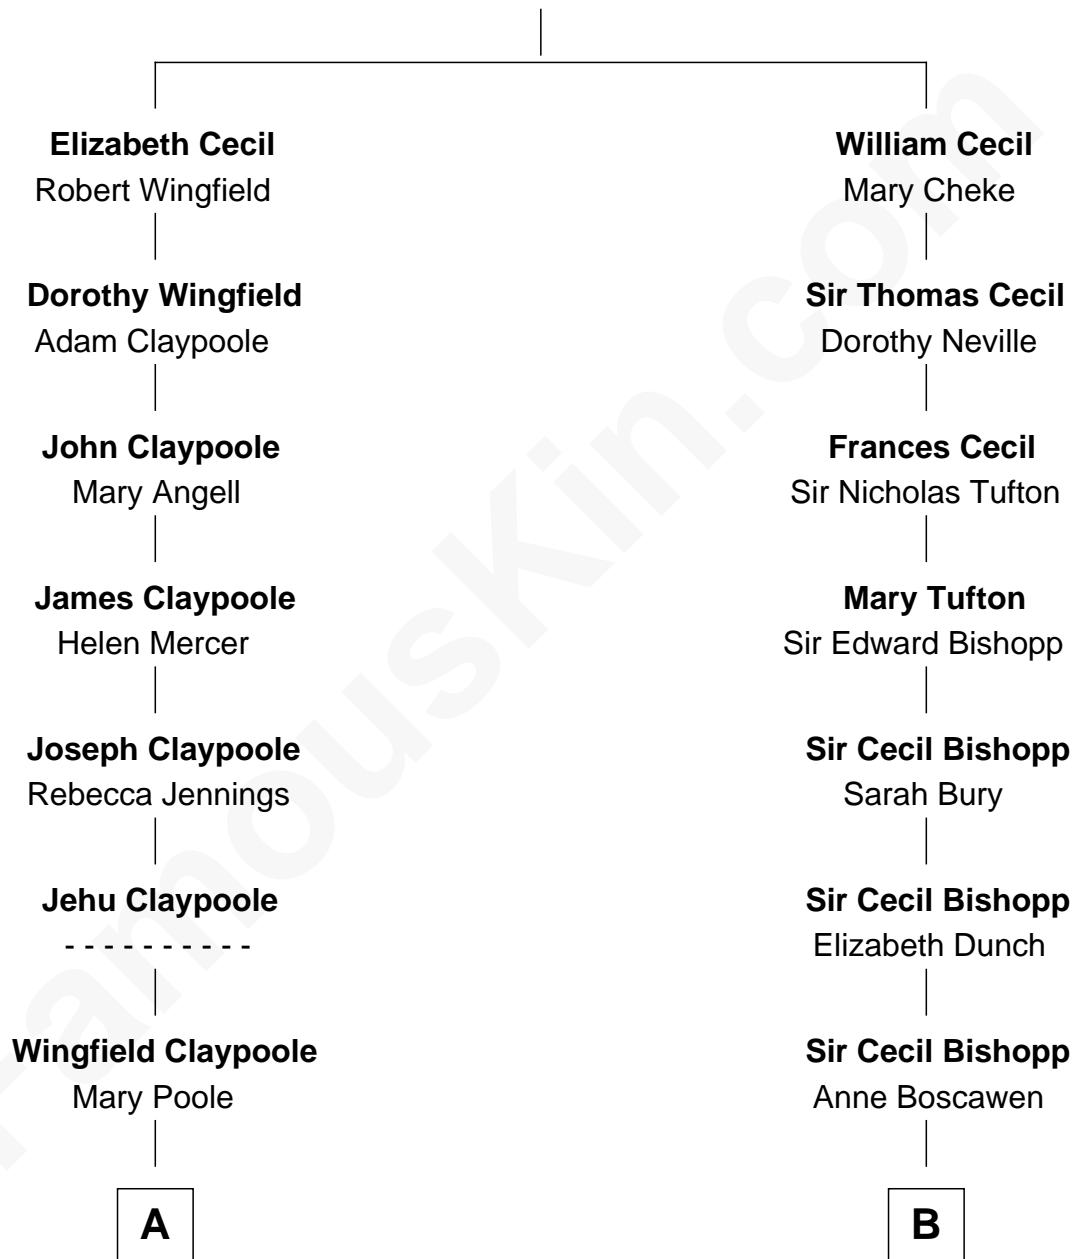 Elizabeth Cecil
Robert Wingfield
Dorothy Wingfield
Adam Claypoole
John Claypoole
Mary Angell
James Claypoole
Helen Mercer
Joseph Claypoole
Rebecca Jennings
Jehu Claypoole
- - - - - - - - - -
Wingfield Claypoole
Mary Poole
A
William Cecil
Mary Cheke
Sir Thomas Cecil
Dorothy Neville
Frances Cecil
Sir Nicholas Tufton
Mary Tufton
Sir Edward Bishopp
Sir Cecil Bishopp
Sarah Bury
Sir Cecil Bishopp
Elizabeth Dunch
Sir Cecil Bishopp
Anne Boscawen
B
FamousKin.com